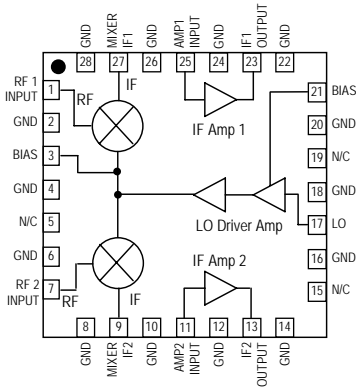 GND
MIXER
IF1
GND
AMP1
INPUT
GND
IF1
OUTPUT
GND
28
27
26
25
24
23
22
RF 1
INPUT
1
RF
IF
IF Amp 1
21
BIAS
GND
2
20
GND
BIAS
3
19
N/C
GND
4
18
GND
N/C
5
LO Driver Amp
17
LO
GND
6
IF Amp 2
16
GND
RF 2
INPUT
7
RF
IF
15
N/C
8
9
10
11
12
13
14
GND
MIXER
IF2
GND
AMP2
INPUT
GND
IF2
OUTPUT
GND